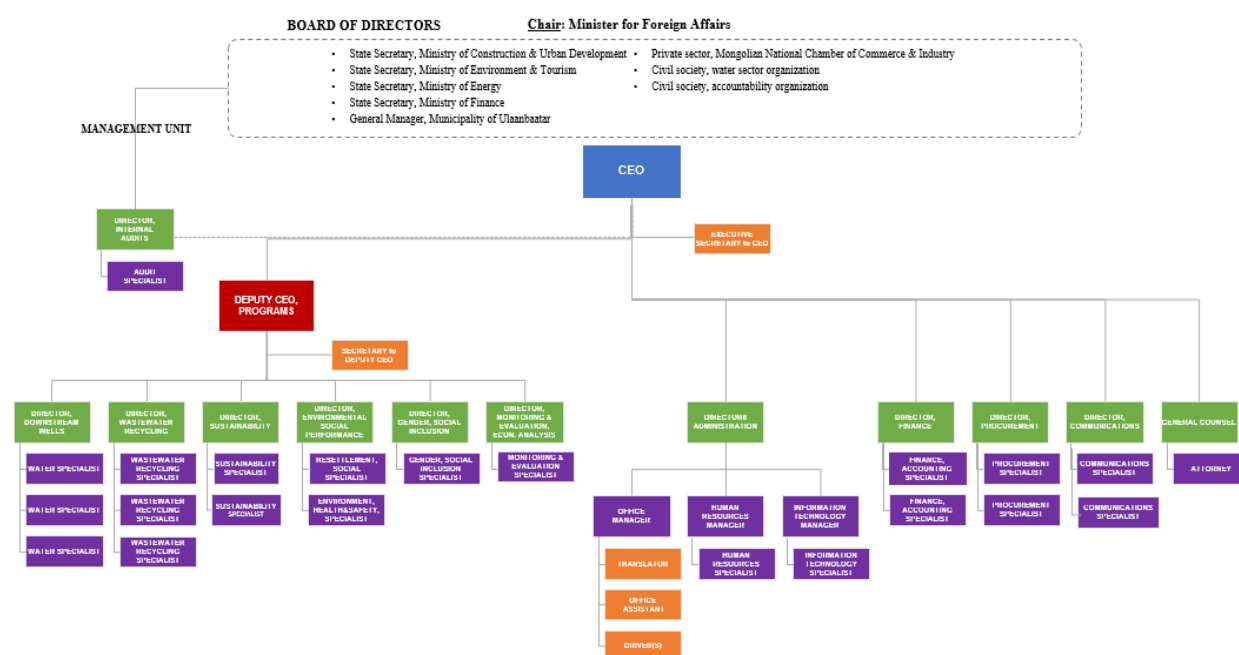 BOARD OF DIRECTORS
Chair: Minister for Foreign Affairs
• State Secretary, Ministry of Construction & Urban Development
• State Secretary, Ministry of Environment & Tourism
• State Secretary, Ministry of Energy
• State Secretary, Ministry of Finance
• General Manager, Municipality of Ulaanbaatar
• Private sector, Mongolian National Chamber of Commerce & Industry
• Civil society, water sector organization
• Civil society, accountability organization
MANAGEMENT UNIT
CEO
DIRECTOR,
INTERNAL
AUDITS
EXECUTIVE
SECRETARY to CEO
AUDIT
SPECIALIST
DEPUTY CEO,
PROGRAMS
SECRETARY to
DEPUTY CEO
DIRECTOR,
DOWNSTREAM
WELLS
DIRECTOR,
WASTEWATER
RECYCLING
DIRECTOR,
SUSTAINABILITY
DIRECTOR,
ENVIRONMENTAL
SOCIAL
PERFORMANCE
DIRECTOR,
GENDER, SOCIAL
INCLUSION
DIRECTOR,
MONITORING &
EVALUATION,
ECON. ANALYSIS
ADMINISTRATION
DIRECTOR,
FINANCE
DIRECTOR,
PROCUREMENT
DIRECTOR,
COMMUNICATIONS
GENERAL COUNSEL
WATER SPECIALIST
WASTEWATER
RECYCLING
SPECIALIST
SUSTAINABILITY
SPECIALIST
RESETTLEMENT,
SOCIAL
SPECIALIST
GENDER, SOCIAL
INCLUSION
SPECIALIST
MONITORING &
EVALUATION
SPECIALIST
FINANCE,
ACCOUNTING
SPECIALIST
PROCUREMENT
SPECIALIST
COMMUNICATIONS
SPECIALIST
ATTORNEY
WATER SPECIALIST
WASTEWATER
RECYCLING
SPECIALIST
SUSTAINABILITY
SPECIALIST
ENVIRONMENT,
HEALTH&SAFETY,
SPECIALIST
OFFICE
MANAGER
HUMAN
RESOURCES
MANAGER
INFORMATION
TECHNOLOGY
MANAGER
FINANCE,
ACCOUNTING
SPECIALIST
PROCUREMENT
SPECIALIST
COMMUNICATIONS
SPECIALIST
WATER SPECIALIST
WASTEWATER
RECYCLING
SPECIALIST
TRANSLATOR
HUMAN
RESOURCES
SPECIALIST
INFORMATION
TECHNOLOGY
SPECIALIST
OFFICE
ASSISTANT
DRIVER(S)